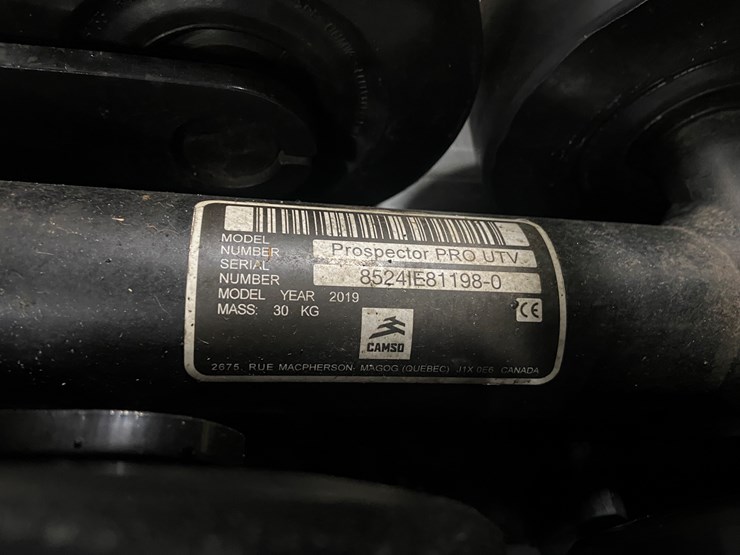 MODEL
NUMBER Prospector PRO UTV
SERIAL
NUMBER 8524IE81198-0
MODEL YEAR 2019
MASS: 30 KG
CE
CAMSO
2675, RUE MACPHERSON- MAGOG (QUEBEC) J1X 0E6 CANADA